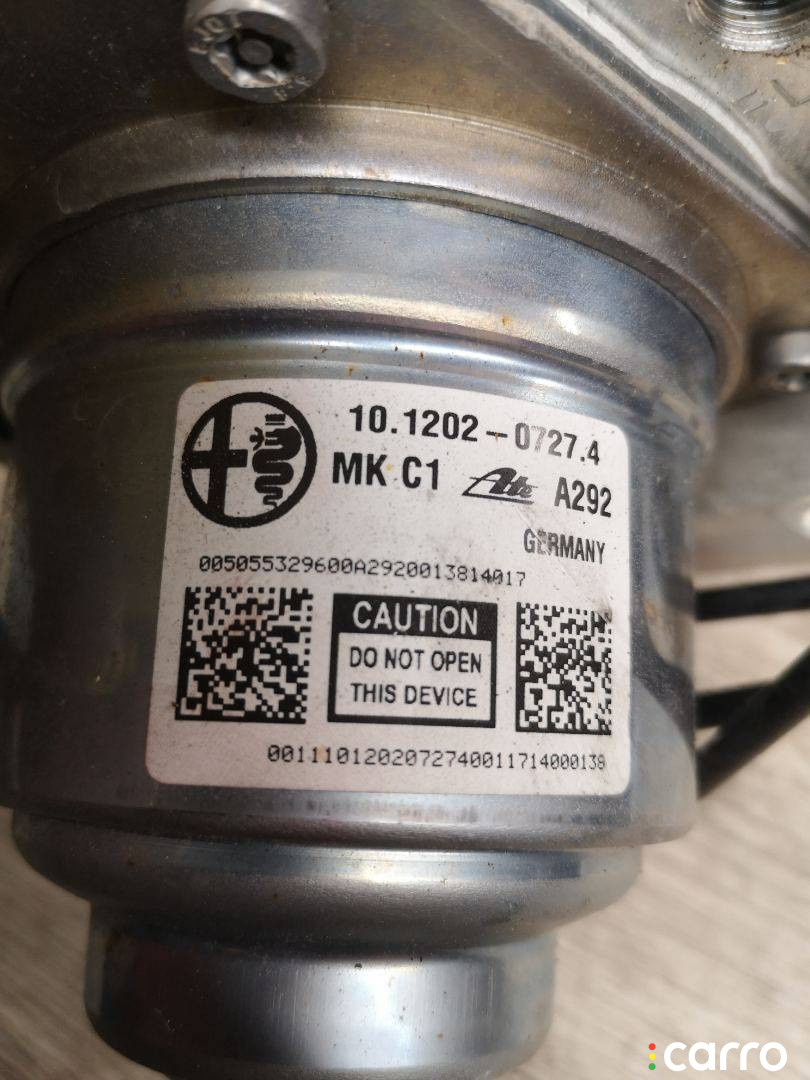 10.1202-0727.4
MK C1 Ate A292
GERMANY
005055329600A2920013814017
CAUTION
DO NOT OPEN
THIS DEVICE
0011101202072740011714000138
carro